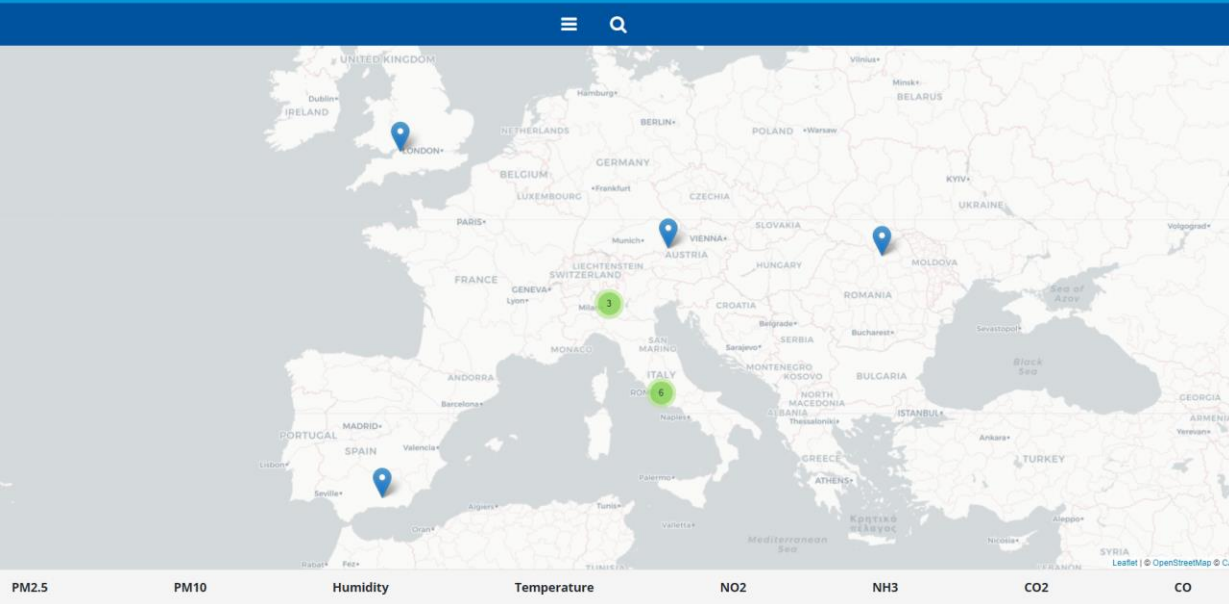 UNITED KINGDOM
Vilnius
Minsk
Hamburg
BELARUS
Dublin
IRELAND
BERLIN
NETHERLANDS
POLAND
Warsaw
LONDON
GERMANY
BELGIUM
KYIV
Frankfurt
LUXEMBOURG
CZECHIA
UKRAINE
PARIS
SLOVAKIA
Volgograd
Munich
VIENNA
AUSTRIA
MOLDOVA
LIECHTENSTEIN
HUNGARY
SWITZERLAND
FRANCE
GENEVA
Sea of
Azov
ROMANIA
Lyon
3
CROATIA
Belgrade
Sevastopol
Bucharest
SERBIA
SAN
MARINO
Sarajevo
MONACO
Black
Sea
MONTENEGRO
ITALY
KOSOVO
BULGARIA
ANDORRA
6
NORTH
MACEDONIA
GEORGIA
Barcelona
ALBANIA
ISTANBUL
Naples
Thessaloniki
MADRID
Yerevan
PORTUGAL
Ankara
Valencia
SPAIN
GREECE
TURKEY
Lisbon
Palermo
ATHENS
Seville
Algiers
Tunis
Κρητικό
πέλαγος
Aleppo
Valletta
Oran
Mediterranean
Sea
Nicosia
SYRIA
Rabat
Fez
Leaflet | © OpenStreetMap ©
PM2.5 PM10 Humidity Temperature NO2 NH3 CO2 CO